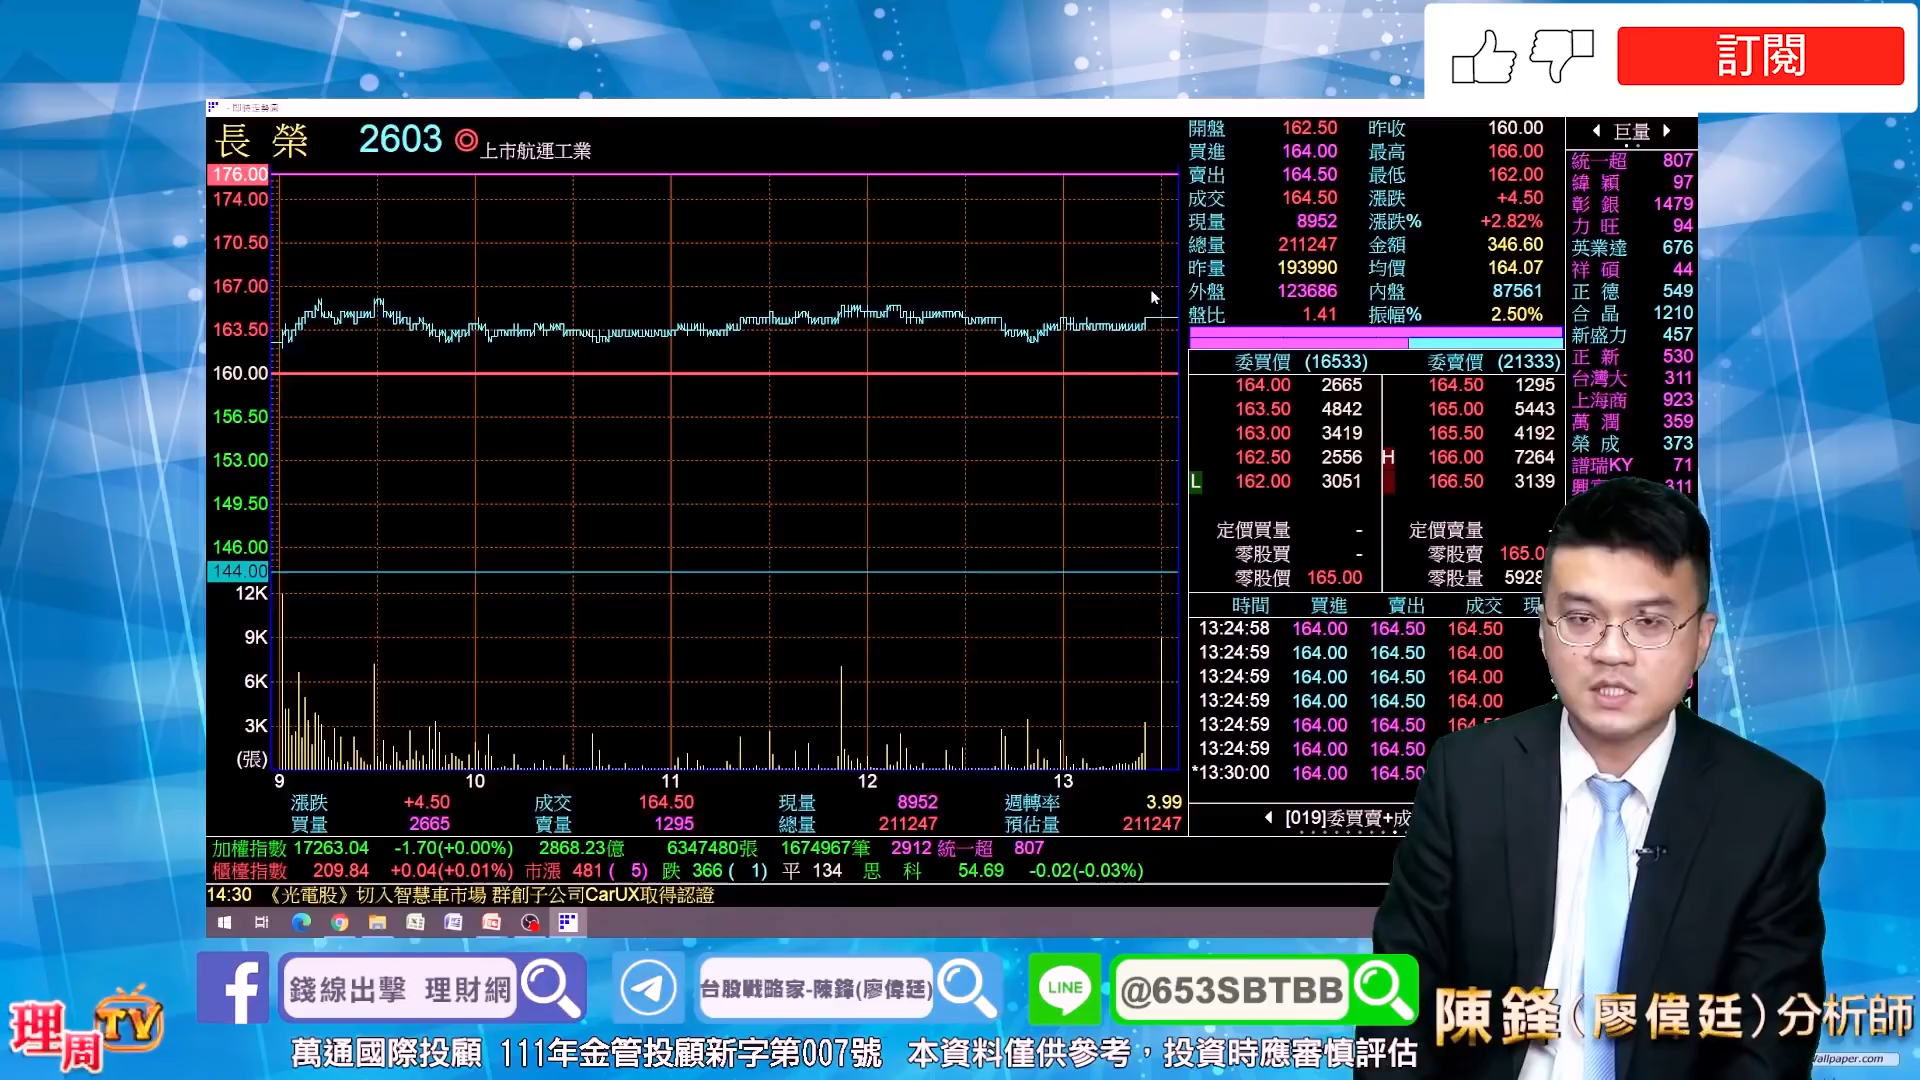 訂閱
長榮 2603 ◎ 上市航運工業
176.00
174.00
170.50
167.00
163.50
160.00
156.50
153.00
149.50
146.00
144.00
12K
9K
6K
3K
(張)
9 10 11 12 13
開盤 162.50 昨收 160.00
買進 164.00 最高 166.00
賣出 164.50 最低 162.00
成交 164.50 漲跌 +4.50
現量 8952 漲跌% +2.82%
總量 211247 金額 346.60
昨量 193990 均價 164.07
外盤 123686 內盤 87561
盤比 1.41 振幅% 2.50%
委買價 (16533) 委賣價 (21333)
164.00 2665 164.50 1295
163.50 4842 165.00 5443
163.00 3419 165.50 4192
162.50 2556 H 166.00 7264
L 162.00 3051 166.50 3139
定價買量 - 定價賣量
零股買 - 零股賣 165.0
零股價 165.00 零股量 5928
時間 買進 賣出 成交 現
13:24:58 164.00 164.50 164.50
13:24:59 164.00 164.50 164.00
13:24:59 164.00 164.50 164.00
13:24:59 164.00 164.50 164.00
13:24:59 164.00 164.50 164.5
13:24:59 164.00 164.50
*13:30:00 164.00 164.50
[019]委買賣+成
巨量
統一超 807
緯穎 97
彰銀 1479
力旺 94
英業達 676
祥碩 44
正德 549
合晶 1210
新盛力 457
正新 530
台灣大 311
上海商 923
萬潤 359
榮成 373
譜瑞KY 71
311
漲跌 +4.50 成交 164.50 現量 8952 週轉率 3.99
買量 2665 賣量 1295 總量 211247 預估量 211247
加權指數 17263.04 -1.70(+0.00%) 2868.23億 6347480張 1674967筆 2912 統一超 807
櫃檯指數 209.84 +0.04(+0.01%) 市漲 481( 5) 跌 366( 1) 平 134 思科 54.69 -0.02(-0.03%)
14:30 《光電股》切入智慧車市場 群創子公司CarUX取得認證
理周TV
錢線出擊 理財網
台股戰略家-陳鋒(廖偉廷)
LINE
@653SBTBB
陳鋒(廖偉廷)分析師
萬通國際投顧 111年金管投顧新字第007號 本資料僅供參考，投資時應審慎評估